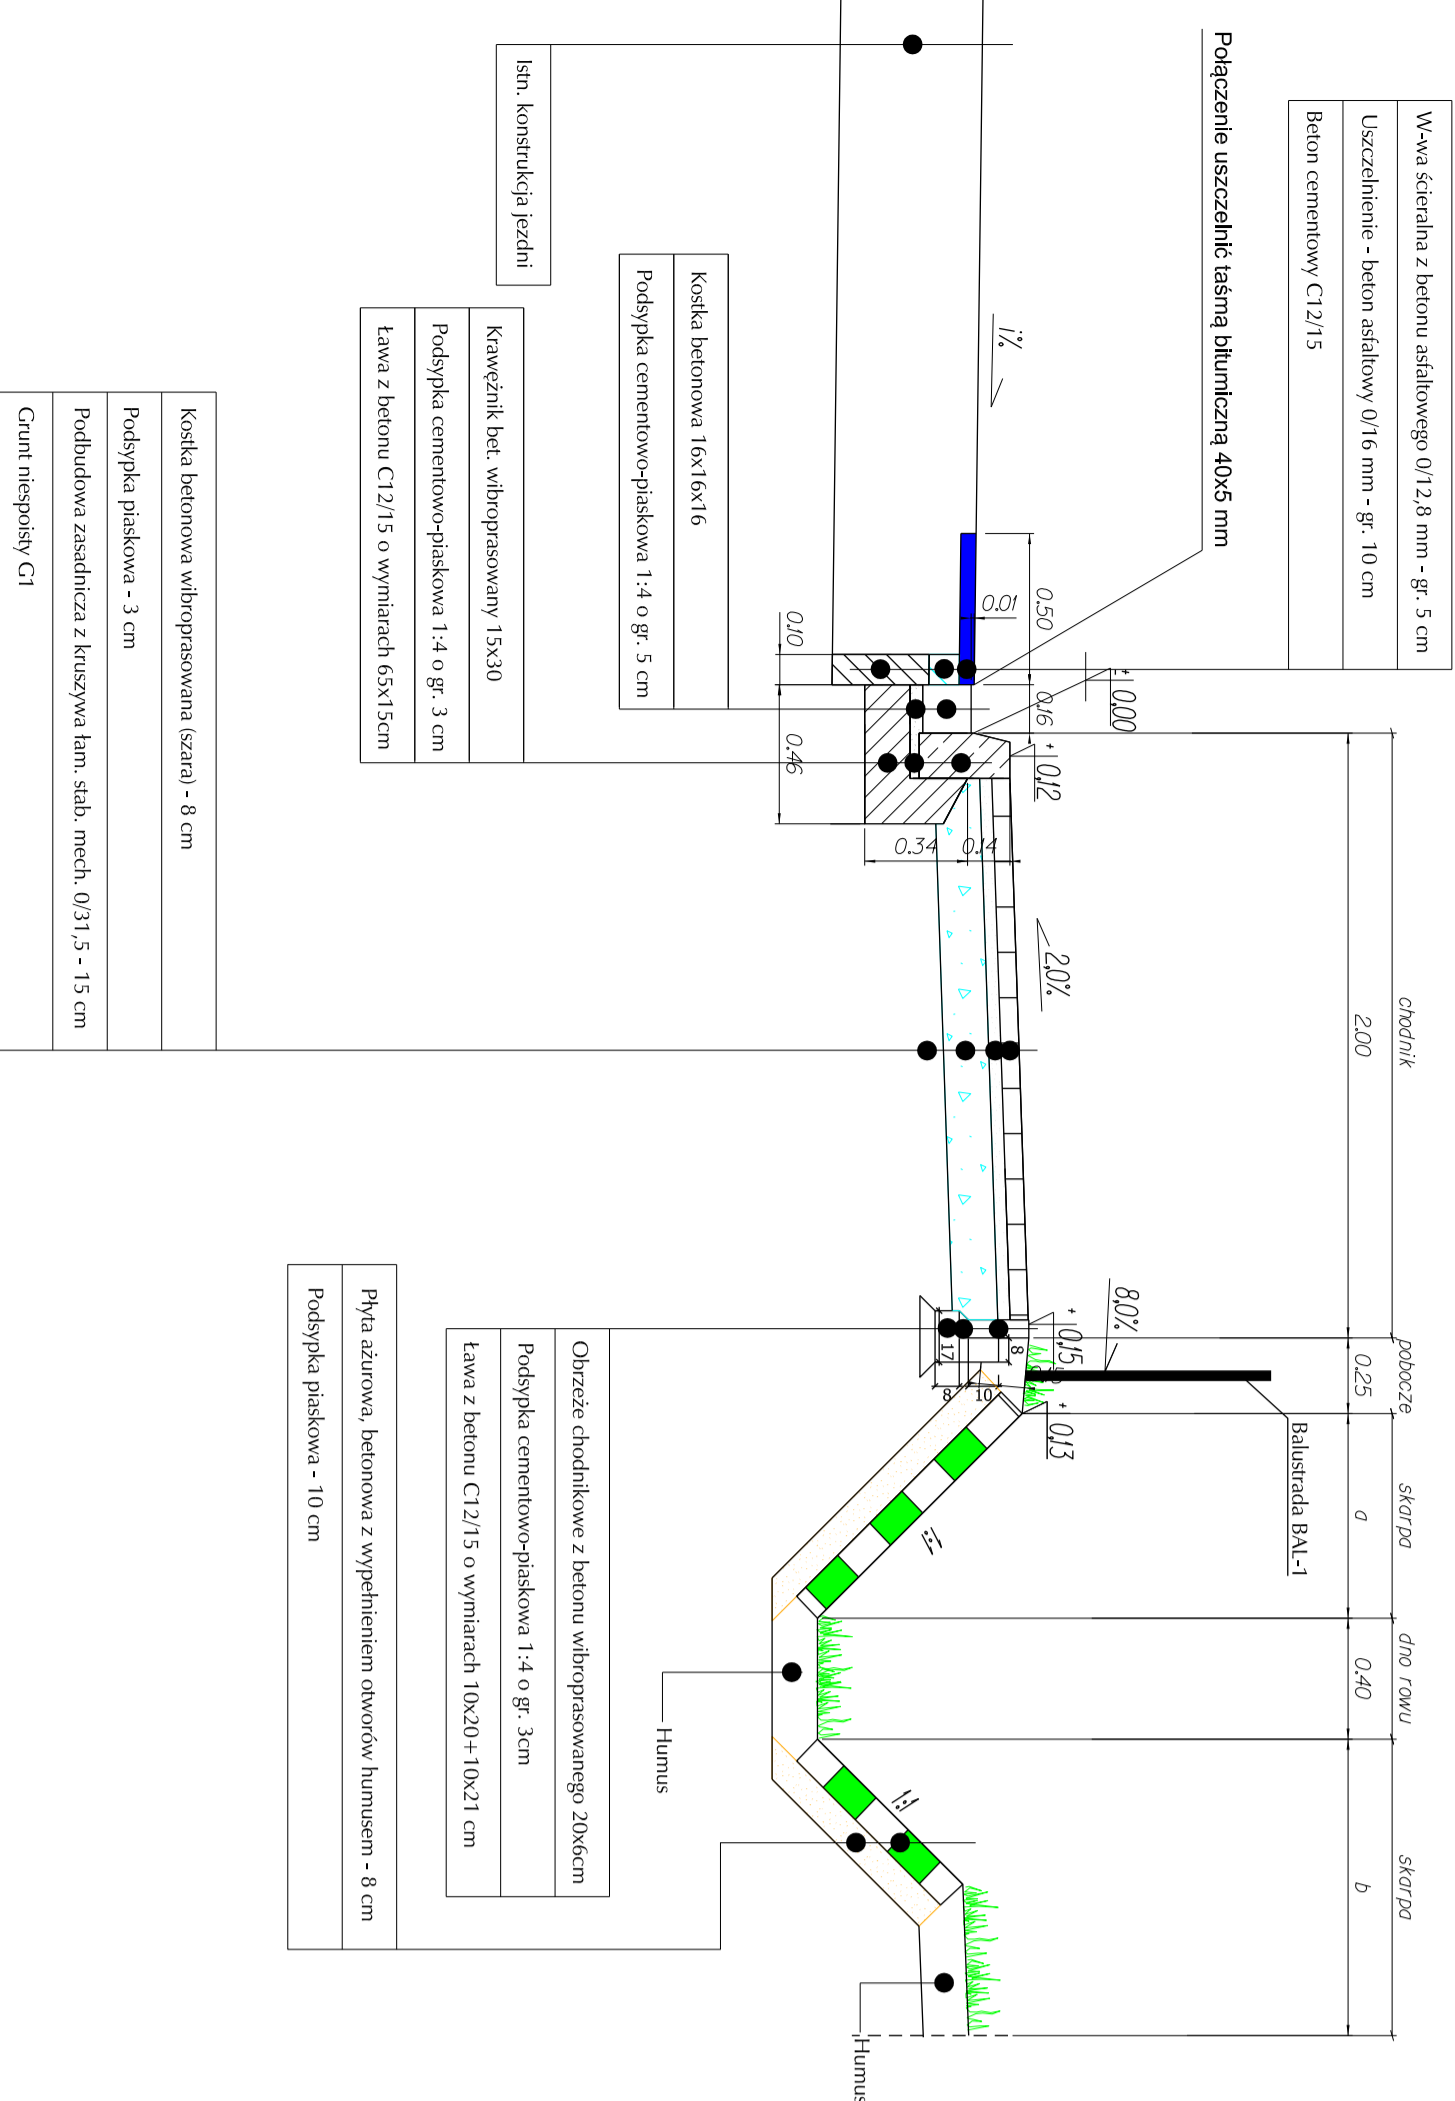 W-wa ścieralna z betonu asfaltowego 0/12,8 mm - gr. 5 cm
Uszczelnienie - beton asfaltowy 0/16 mm - gr. 10 cm
Beton cementowy C12/15
Połączenie uszczelnić taśmą bitumiczną 40x5 mm
chodnik
pobocze
skarpa
dno rowu
skarpa
2.00
0.25
a
0.40
b
Balustrada BAL-1
± 0,00
+ 0,12
+ 0,15
+ 0,13
8,0%
2,0%
i%
0.50
0.16
0.01
0.10
0.46
0.34
0.14
8
17
8
10
1:1
Istn. konstrukcja jezdni
Kostka betonowa 16x16x16
Podsypka cementowo-piaskowa 1:4 o gr. 5 cm
Krawężnik bet. wibroprasowany 15x30
Podsypka cementowo-piaskowa 1:4 o gr. 3 cm
Ława z betonu C12/15 o wymiarach 65x15cm
Kostka betonowa wibroprasowana (szara) - 8 cm
Podsypka piaskowa - 3 cm
Podbudowa zasadnicza z kruszywa łam. stab. mech. 0/31,5 - 15 cm
Grunt niespoisty G1
Humus
Humus
Obrzeże chodnikowe z betonu wibroprasowanego 20x6cm
Podsypka cementowo-piaskowa 1:4 o gr. 3cm
Ława z betonu C12/15 o wymiarach 10x20+10x21 cm
Płyta ażurowa, betonowa z wypełnieniem otworów humusem - 8 cm
Podsypka piaskowa - 10 cm